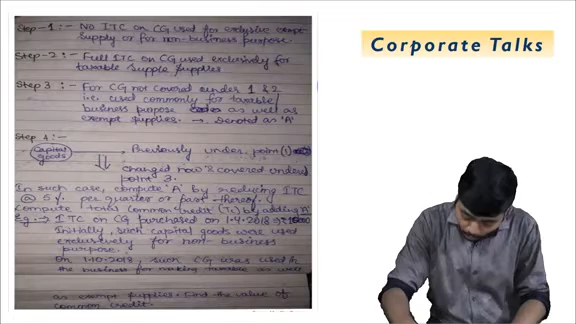 Corporate Talks
Step-1:- No ITC on CG used for exclusive exempt
supply or for non-business purpose.
Step-2:- Full ITC on CG used exclusively for
taxable supple supplies
Step 3 :- For CG not covered under 1 & 2
i.e. used commonly for taxable/
business purpose as well as
exempt supplies. → Denoted as 'A'
Step 4:-
Capital goods → Previously under point (1)
changed now & covered under
point 3.
In such case, compute 'A' by reducing ITC
@ 5%. per quarter or part thereof.
Compute total common credit (Tc) by adding 'A'
Eg.:→ ITC on CG purchased on 1.4.2018
Initially, such capital goods were used
exclusively for non-business
purpose.
On 1.10.2018, such CG was used in
the business for making taxable as well
as exempt supplies. Find the value of
common credit.